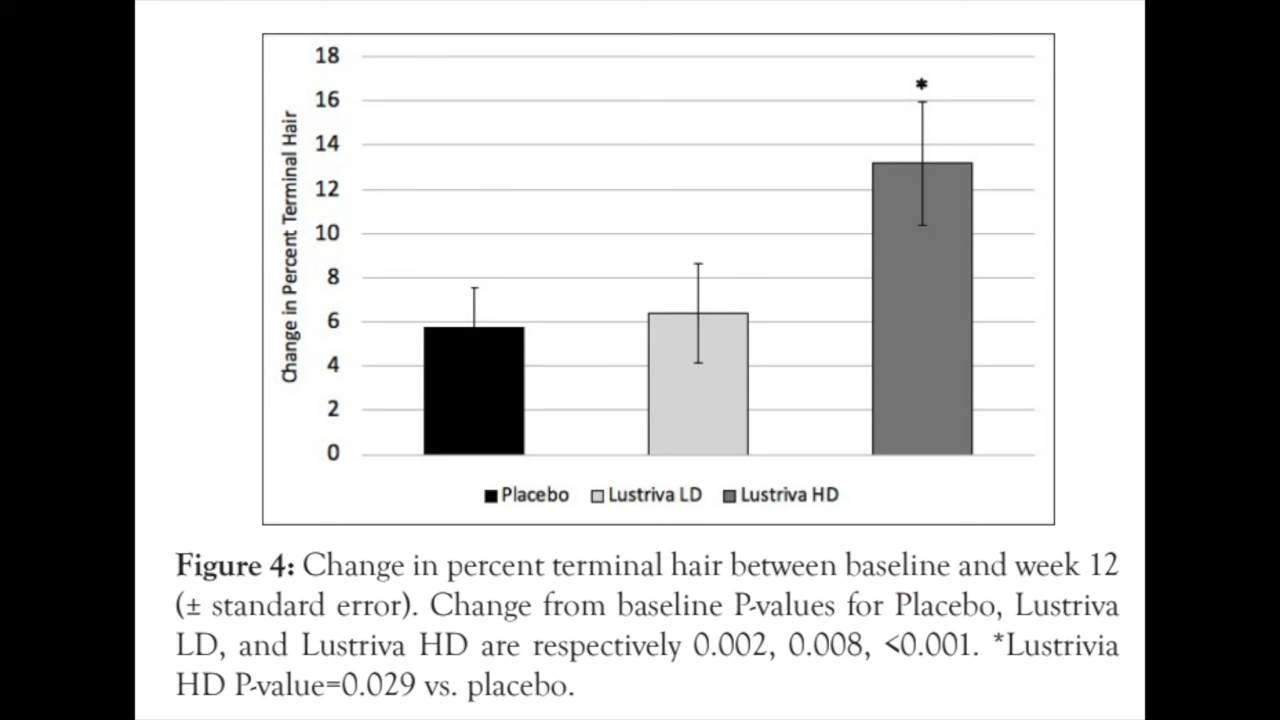 18
16
14
12
10
8
6
4
2
0
Change in Percent Terminal Hair
*
Placebo Lustriva LD Lustriva HD
Figure 4: Change in percent terminal hair between baseline and week 12
(± standard error). Change from baseline P-values for Placebo, Lustriva
LD, and Lustriva HD are respectively 0.002, 0.008, <0.001. *Lustrivia
HD P-value=0.029 vs. placebo.